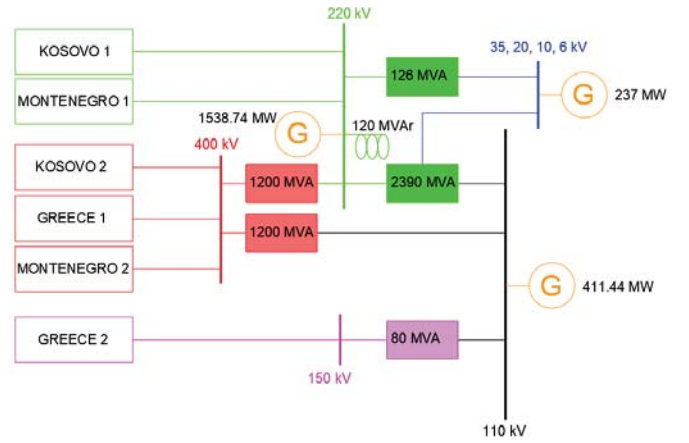 220 kV
35, 20, 10, 6 kV
KOSOVO 1
126 MVA
MONTENEGRO 1
G
237 MW
1538.74 MW
G
120 MVAr
400 kV
KOSOVO 2
1200 MVA
2390 MVA
GREECE 1
1200 MVA
MONTENEGRO 2
G
411.44 MW
GREECE 2
80 MVA
150 kV
110 kV